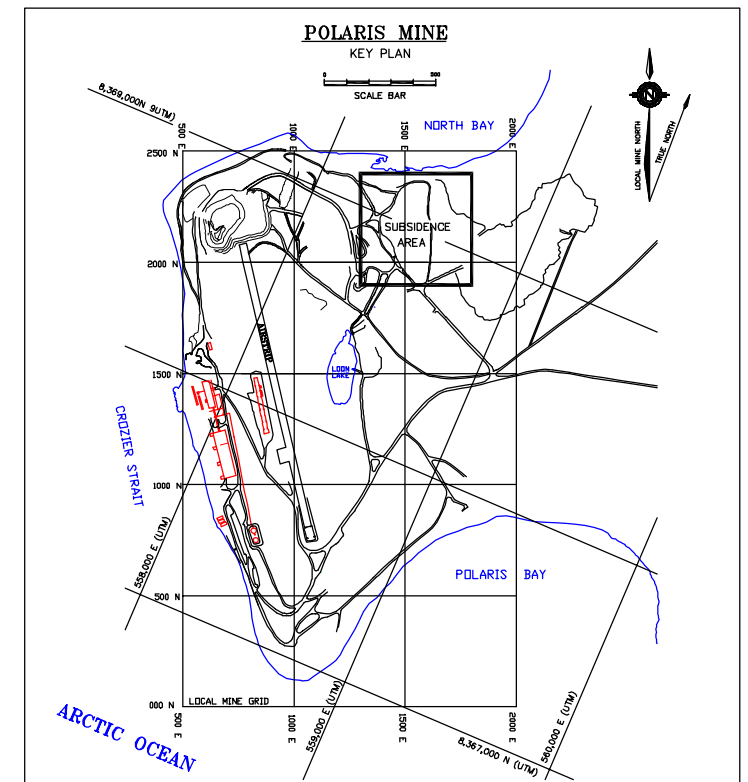 POLARIS MINE
KEY PLAN
0 500
SCALE BAR
8,369,000N 9UTM)
NORTH BAY
N
LOCAL MINE NORTH
TRUE NORTH
500 E
1000 E
1500 E
2000 E
2500 N
SUBSIDENCE
AREA
2000 N
AIRSTRIP
LOON
LAKE
1500 N
CROZIER STRAIT
1000 N
558,000 E (UTM)
POLARIS BAY
500 N
000 N
LOCAL MINE GRID
500 E
1000 E
559,000 E (UTM)
1500 E
8,367,000 N (UTM)
2000 E
560,000 E (UTM)
ARCTIC OCEAN